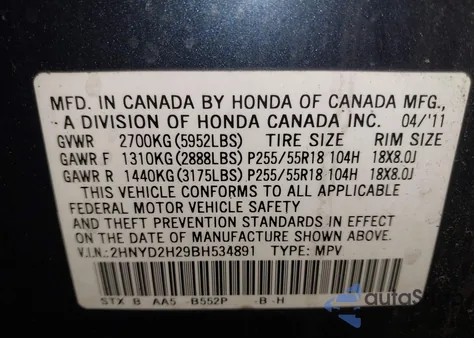 MFD. IN CANADA BY HONDA OF CANADA MFG.,
A DIVISION OF HONDA CANADA INC. 04/'11
GVWR 2700KG (5952LBS) TIRE SIZE RIM SIZE
GAWR F 1310KG (2888LBS) P255/55R18 104H 18X8.0J
GAWR R 1440KG (3175LBS) P255/55R18 104H 18X8.0J
THIS VEHICLE CONFORMS TO ALL APPLICABLE
FEDERAL MOTOR VEHICLE SAFETY
AND THEFT PREVENTION STANDARDS IN EFFECT
ON THE DATE OF MANUFACTURE SHOWN ABOVE.
V.I.N.:2HNYD2H29BH534891 TYPE: MPV
STX B AA5 -B552P -B-H